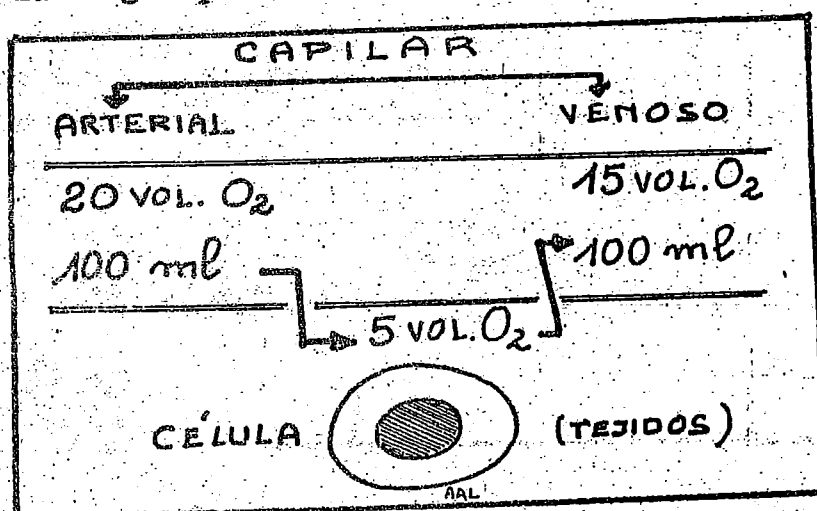 CAPILAR
ARTERIAL VENOSO
20 VOL. O₂ 15 VOL. O₂
100 ml 100 ml
5 VOL. O₂
CÉLULA (TEJIDOS)
AAL